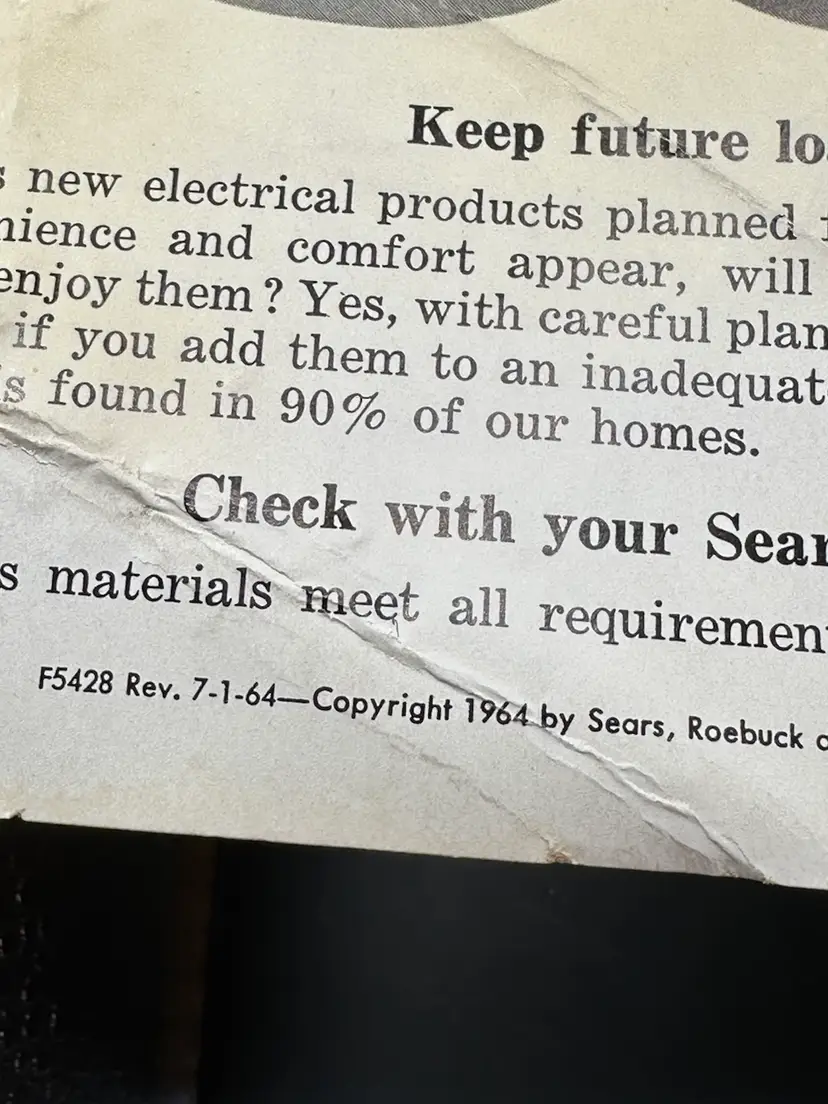 Keep future lo
s new electrical products planned
nience and comfort appear, will
enjoy them? Yes, with careful plan
if you add them to an inadequat
is found in 90% of our homes.
Check with your Sear
s materials meet all requiremen
F5428 Rev. 7-1-64—Copyright 1964 by Sears, Roebuck